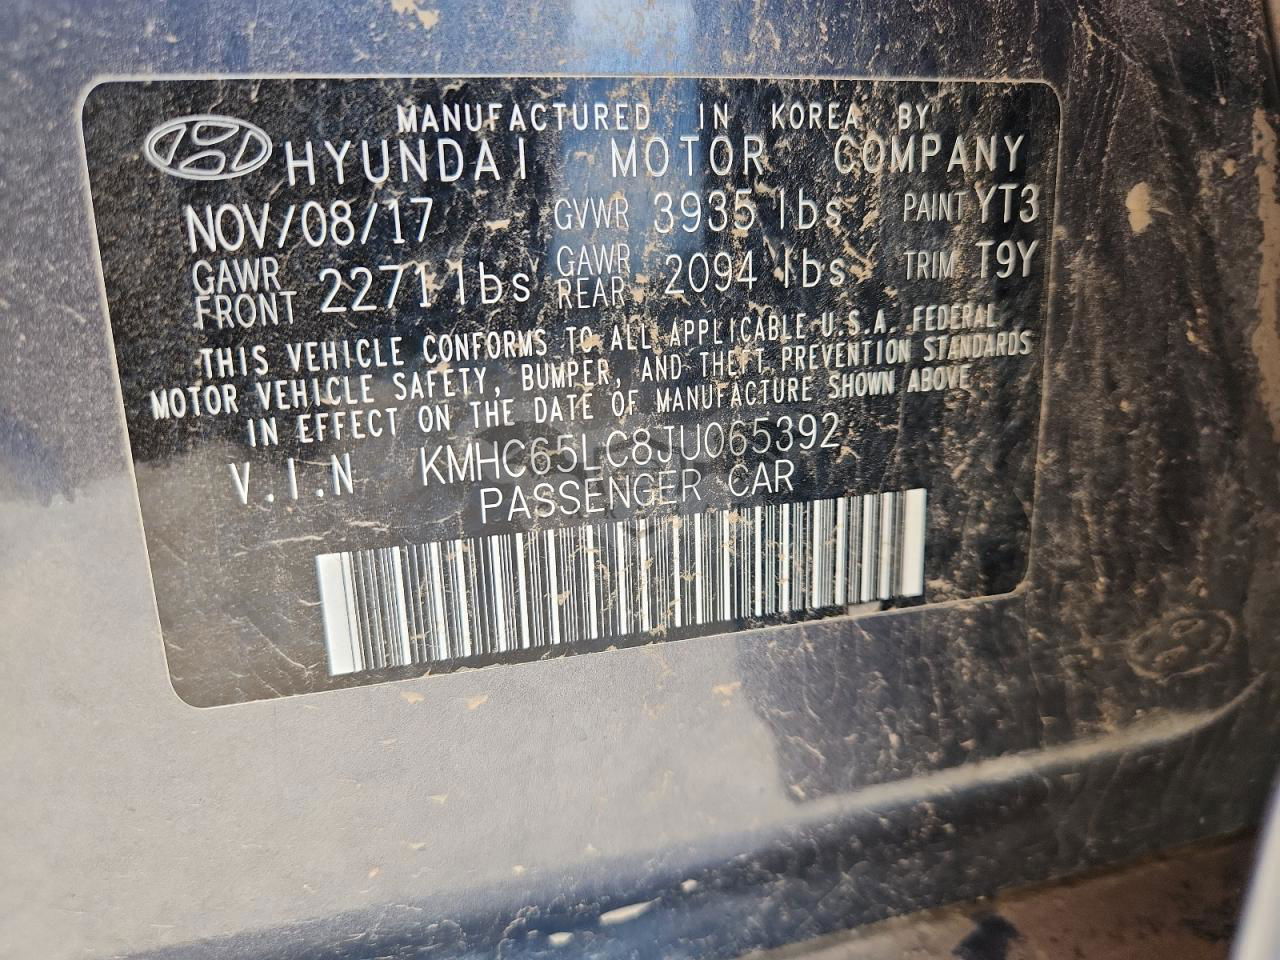 MANUFACTURED IN KOREA BY
HYUNDAI MOTOR COMPANY
NOV/08/17 GVWR 3935 lbs PAINT YT3
GAWR FRONT 2271 lbs GAWR REAR 2094 lbs TRIM T9Y
THIS VEHICLE CONFORMS TO ALL APPLICABLE U.S.A. FEDERAL
MOTOR VEHICLE SAFETY, BUMPER, AND THEFT PREVENTION STANDARDS
IN EFFECT ON THE DATE OF MANUFACTURE SHOWN ABOVE
V.I.N KMHC65LC8JU065392
PASSENGER CAR